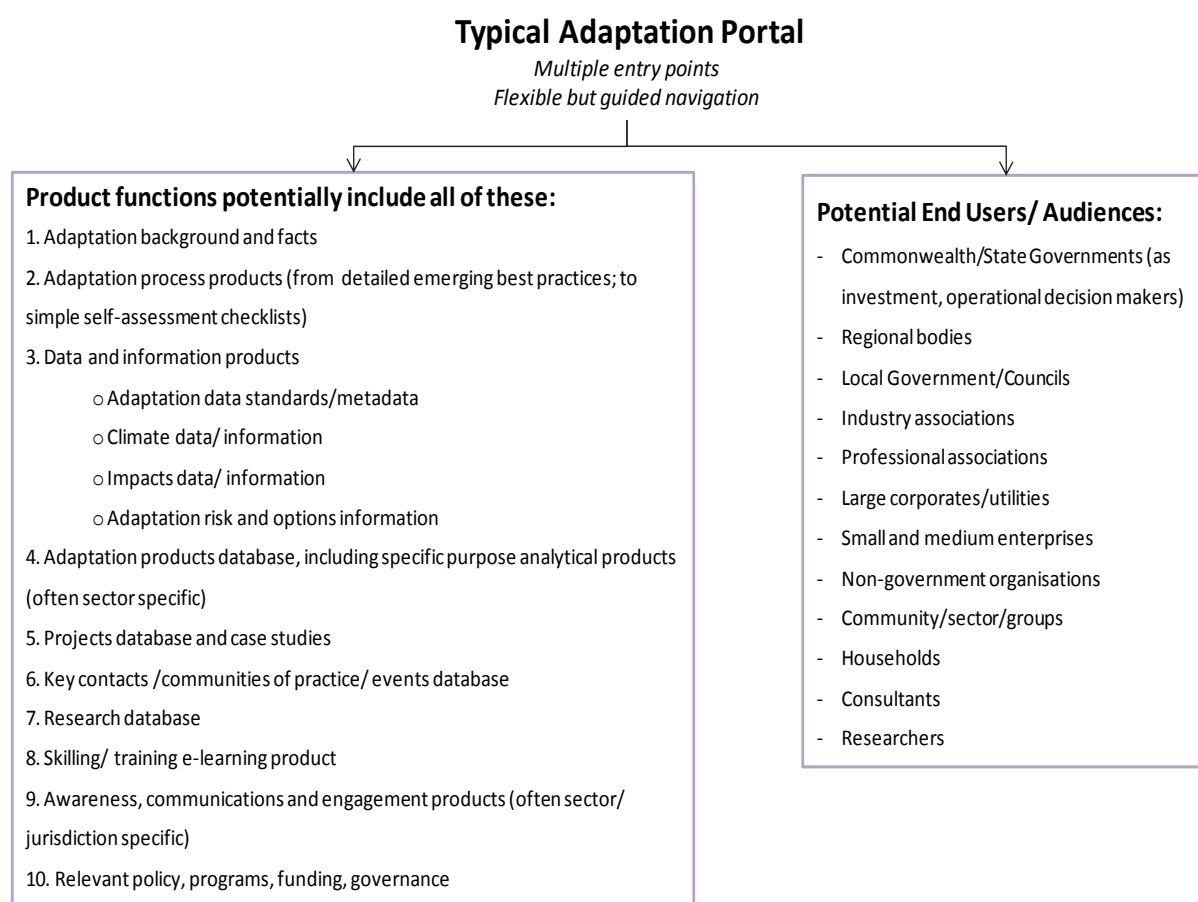 Typical Adaptation Portal
Multiple entry points
Flexible but guided navigation
Product functions potentially include all of these:
1. Adaptation background and facts
2. Adaptation process products (from detailed emerging best practices; to
simple self-assessment checklists)
3. Data and information products
o Adaptation data standards/metadata
o Climate data/ information
o Impacts data/ information
o Adaptation risk and options information
4. Adaptation products database, including specific purpose analytical products
(often sector specific)
5. Projects database and case studies
6. Key contacts /communities of practice/ events database
7. Research database
8. Skilling/ training e-learning product
9. Awareness, communications and engagement products (often sector/
jurisdiction specific)
10. Relevant policy, programs, funding, governance
Potential End Users/ Audiences:
- Commonwealth/State Governments (as
investment, operational decision makers)
- Regional bodies
- Local Government/Councils
- Industry associations
- Professional associations
- Large corporates/utilities
- Small and medium enterprises
- Non-government organisations
- Community/sector/groups
- Households
- Consultants
- Researchers